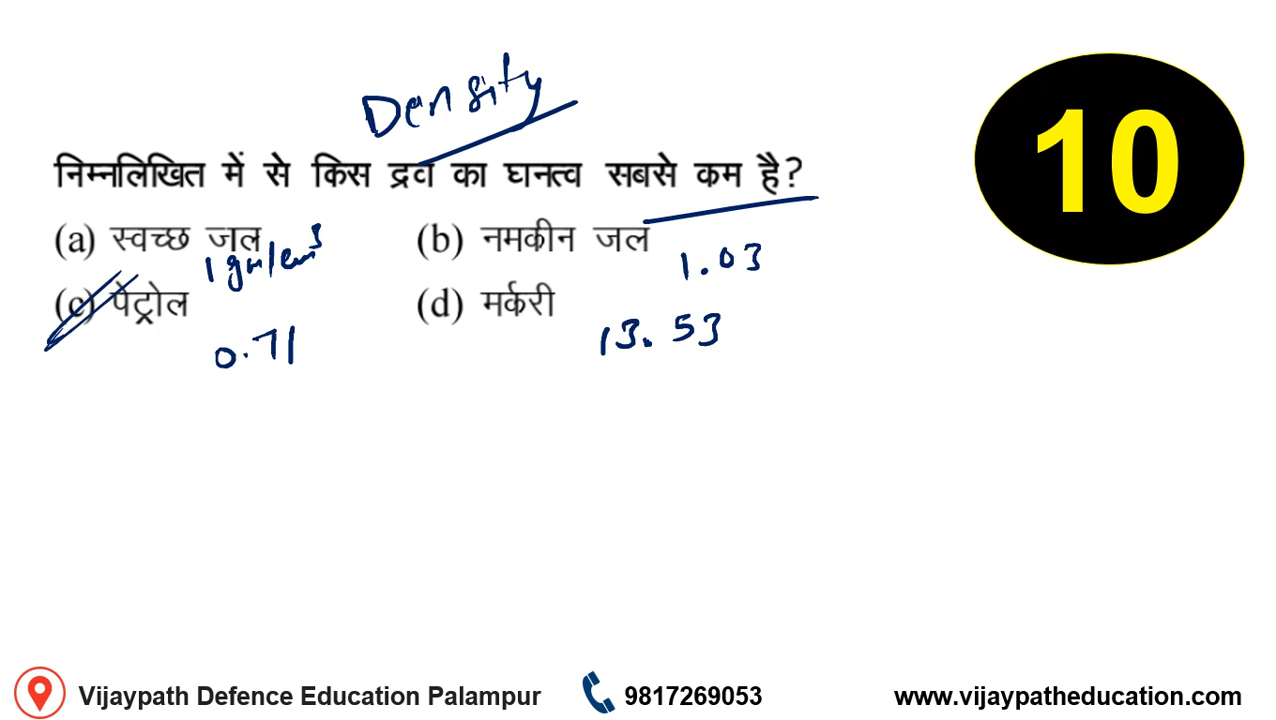 Density
10
निम्नलिखित में से किस द्रव का घनत्व सबसे कम है?
(a) स्वच्छ जल (b) नमकीन जल
1 gm/cm³ 1.03
(c) पेट्रोल (d) मर्करी
0.71 13.53
Vijaypath Defence Education Palampur 9817269053 www.vijaypatheducation.com